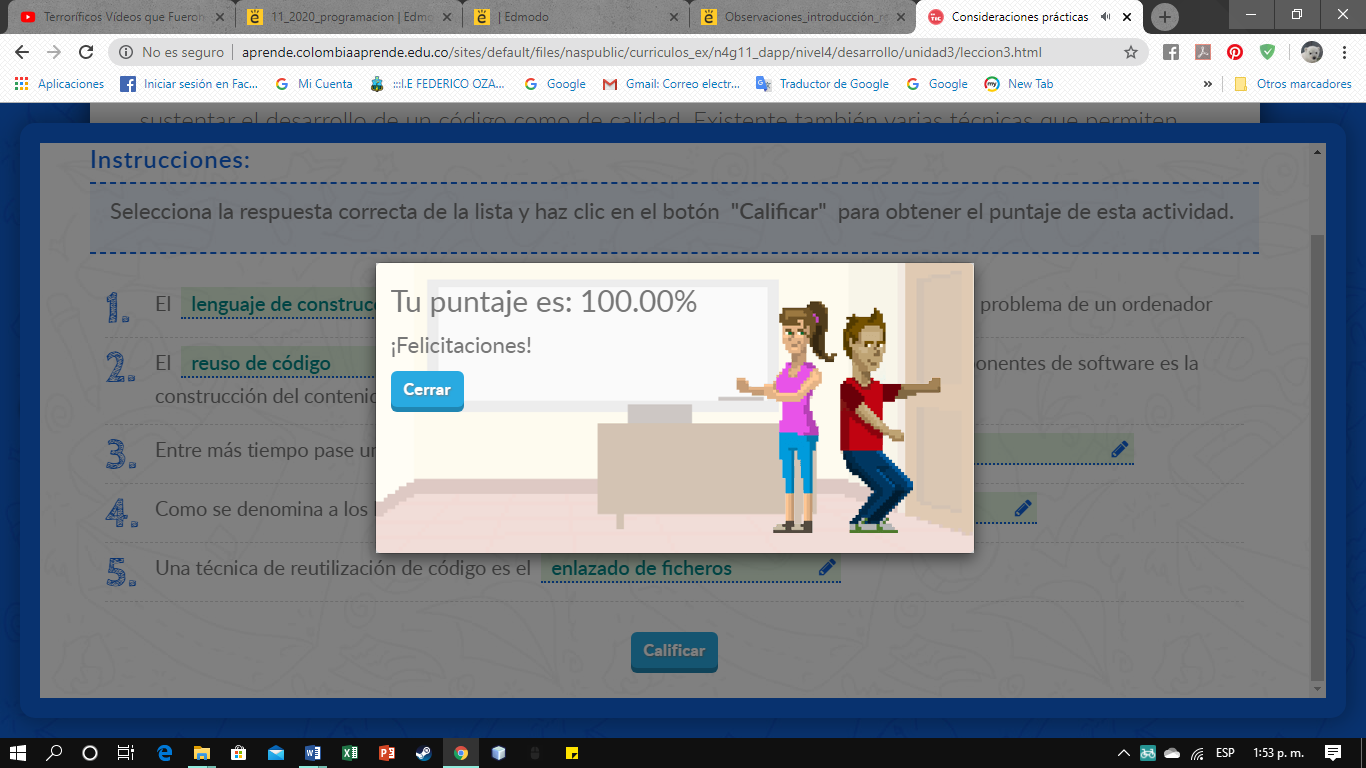 Terroríficos Vídeos que Fueron
11_2020_programacion | Edmo
| Edmodo
Observaciones_introducción_r
TIC
Consideraciones prácticas
No es seguro | aprende.colombiaaprende.edu.co/sites/default/files/naspublic/curriculos_ex/n4g11_dapp/nivel4/desarrollo/unidad3/leccion3.html
Aplicaciones
Iniciar sesión en Fac...
Mi Cuenta
:::I.E FEDERICO OZA...
Google
Gmail: Correo electr...
Traductor de Google
Google
New Tab
»
Otros marcadores
sustentar el desarrollo de un código como de calidad. Existente también varias técnicas que permiten
Instrucciones:
Selecciona la respuesta correcta de la lista y haz clic en el botón "Calificar" para obtener el puntaje de esta actividad.
1. El lenguaje de construcc problema de un ordenador
2. El reuso de código onentes de software es la
construcción del conteni
3. Entre más tiempo pase un
4. Como se denomina a los
5. Una técnica de reutilización de código es el enlazado de ficheros
Tu puntaje es: 100.00%
¡Felicitaciones!
Cerrar
Calificar
ESP
1:53 p. m.